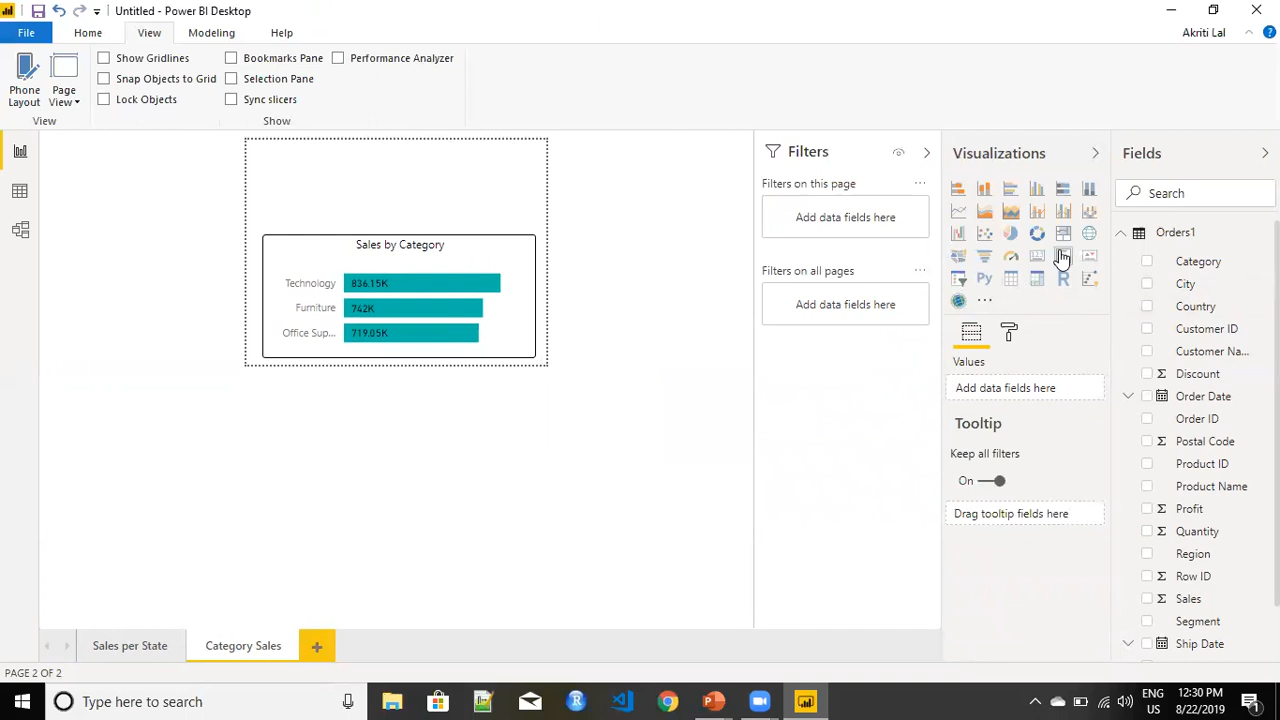 Untitled - Power BI Desktop
File
Home
View
Modeling
Help
Akriti Lal
Phone Layout
Page View
Show Gridlines
Snap Objects to Grid
Lock Objects
Bookmarks Pane
Selection Pane
Sync slicers
Performance Analyzer
View
Show
Sales by Category
Technology 836.15K
Furniture 742K
Office Sup... 719.05K
Filters
Filters on this page ...
Add data fields here
Filters on all pages ...
Add data fields here
Visualizations
Py
R
Values
Add data fields here
Tooltip
Keep all filters
On
Drag tooltip fields here
Fields
Search
Orders1
Category
City
Country
Customer ID
Customer Na...
Discount
Order Date
Order ID
Postal Code
Product ID
Product Name
Profit
Quantity
Region
Row ID
Sales
Segment
Ship Date
Sales per State
Category Sales
PAGE 2 OF 2
Type here to search
ENG
US
12:30 PM
8/22/2019